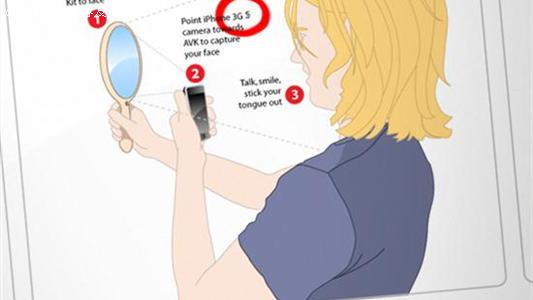 Kit to face
1
Point iPhone 3G S
camera towards
AVK to capture
your face
2
Talk, smile,
stick your
tongue out
3